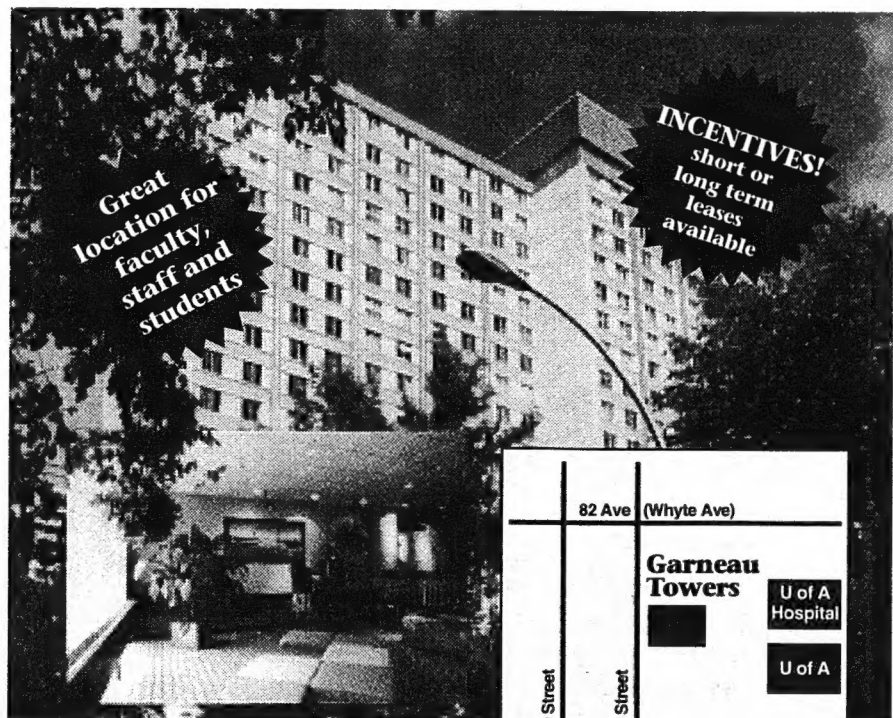 Great
location for
faculty,
staff and
students
INCENTIVES!
short or
long term
leases
available
82 Ave (Whyte Ave)
Garneau
Towers
U of A
Hospital
U of A
Street
Street